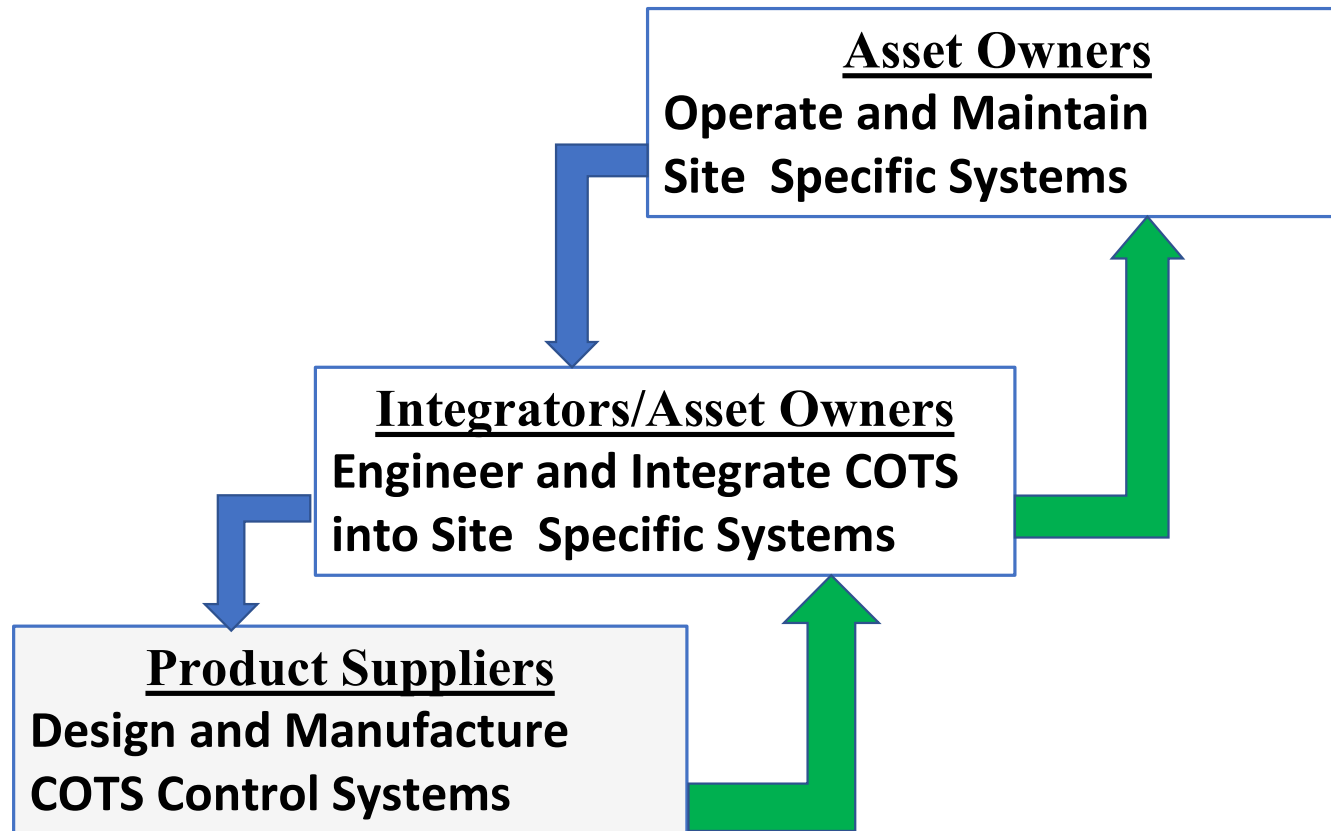 Asset Owners
Operate and Maintain
Site  Specific Systems
Integrators/Asset Owners
Engineer and Integrate COTS
into Site  Specific Systems
Product Suppliers
Design and Manufacture
COTS Control Systems